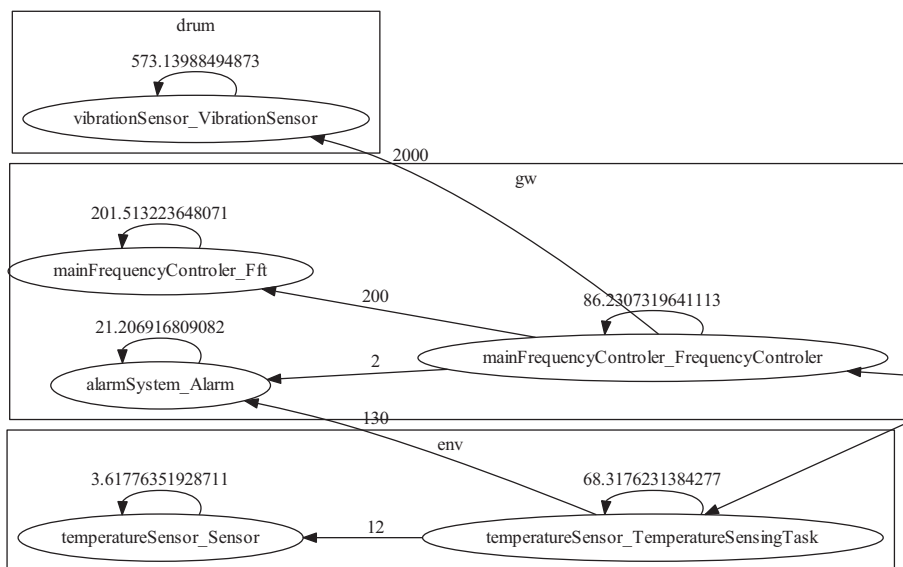 drum
573.13988494873
vibrationSensor_VibrationSensor
2000
gw
201.513223648071
mainFrequencyControler_Fft
200
86.2307319641113
21.206916809082
mainFrequencyControler_FrequencyControler
2
alarmSystem_Alarm
130
env
3.61776351928711
68.3176231384277
temperatureSensor_Sensor
12
temperatureSensor_TemperatureSensingTask